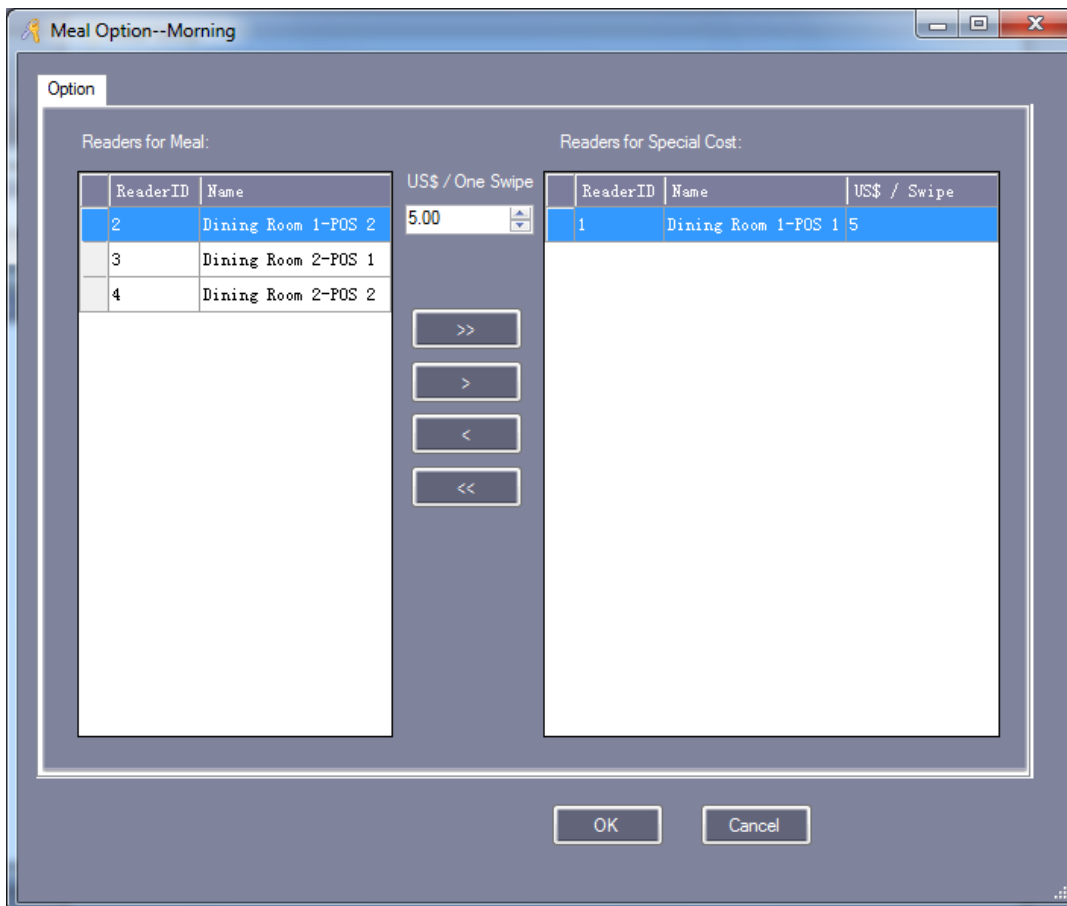 Meal Option--Morning
Option
Readers for Meal:
Readers for Special Cost:
ReaderID Name
2 Dining Room 1-POS 2
3 Dining Room 2-POS 1
4 Dining Room 2-POS 2
US$ / One Swipe
5.00
>>
>
<
<<
ReaderID Name US$ / Swipe
1 Dining Room 1-POS 1 5
OK Cancel